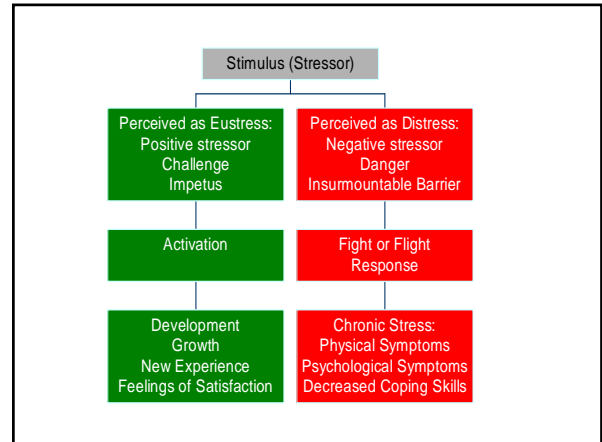 Stimulus (Stressor)
Perceived as Eustress:
Positive stressor
Challenge
Impetus
Perceived as Distress:
Negative stressor
Danger
Insurmountable Barrier
Activation
Fight or Flight
Response
Development
Growth
New Experience
Feelings of Satisfaction
Chronic Stress:
Physical Symptoms
Psychological Symptoms
Decreased Coping Skills